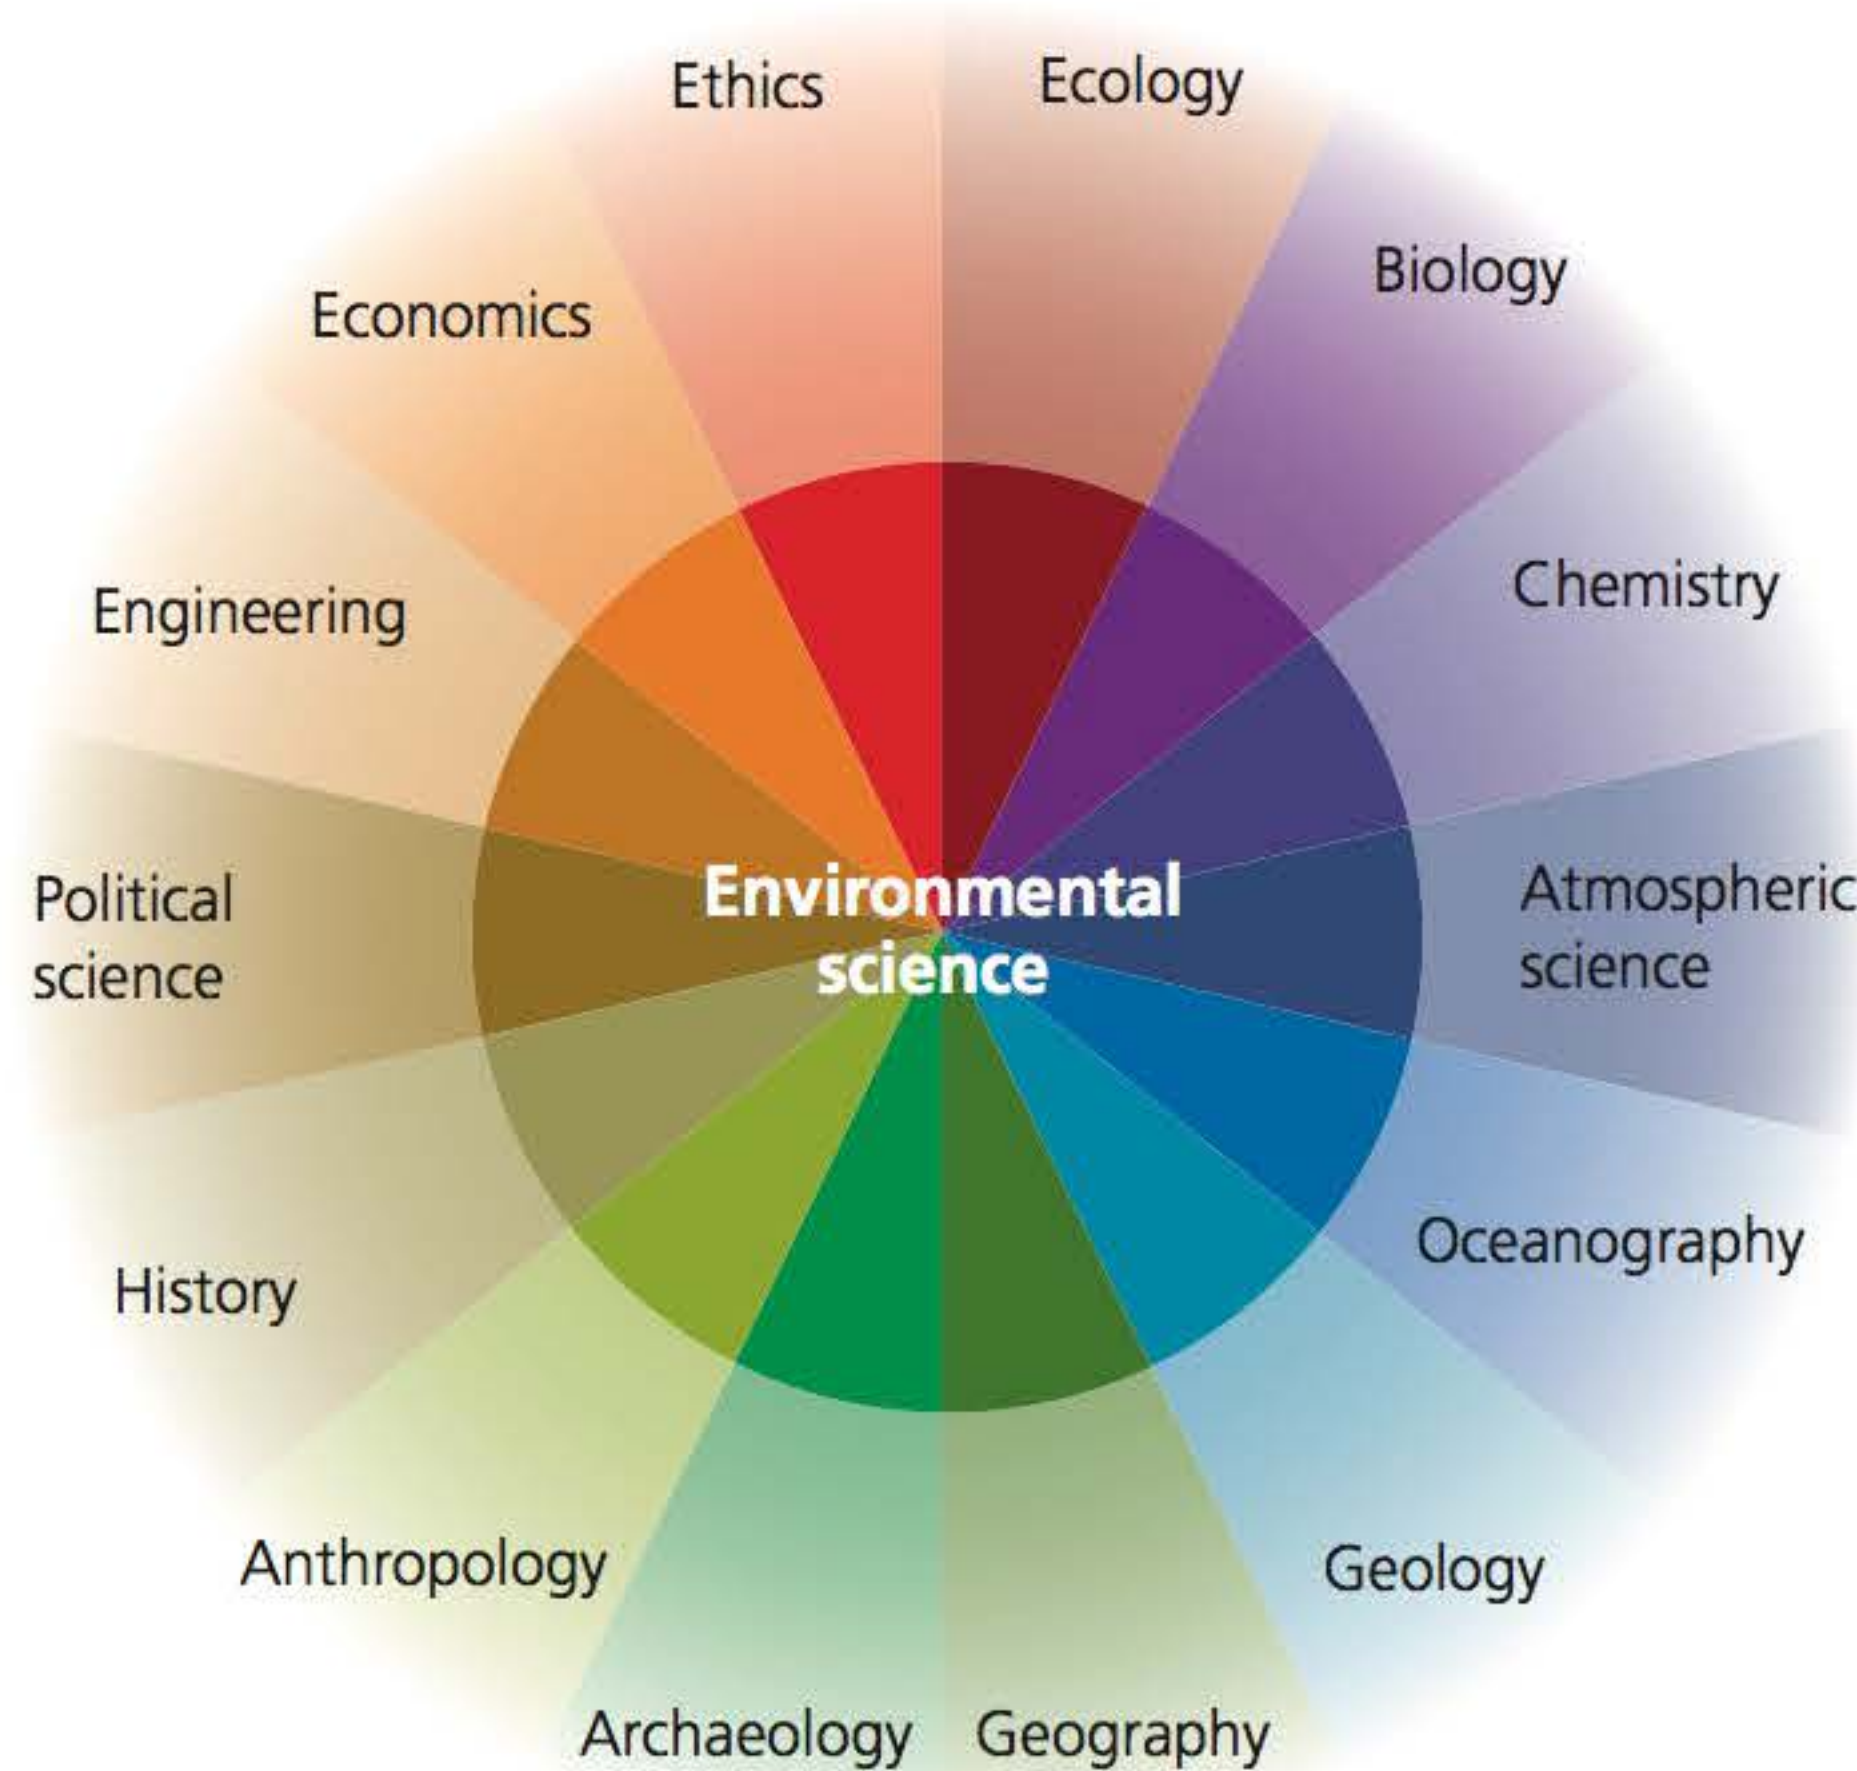 Ethics
Ecology
Economics
Biology
Engineering
Chemistry
Political
science
Environmental
science
Atmospheric
science
History
Oceanography
Anthropology
Geology
Archaeology
Geography